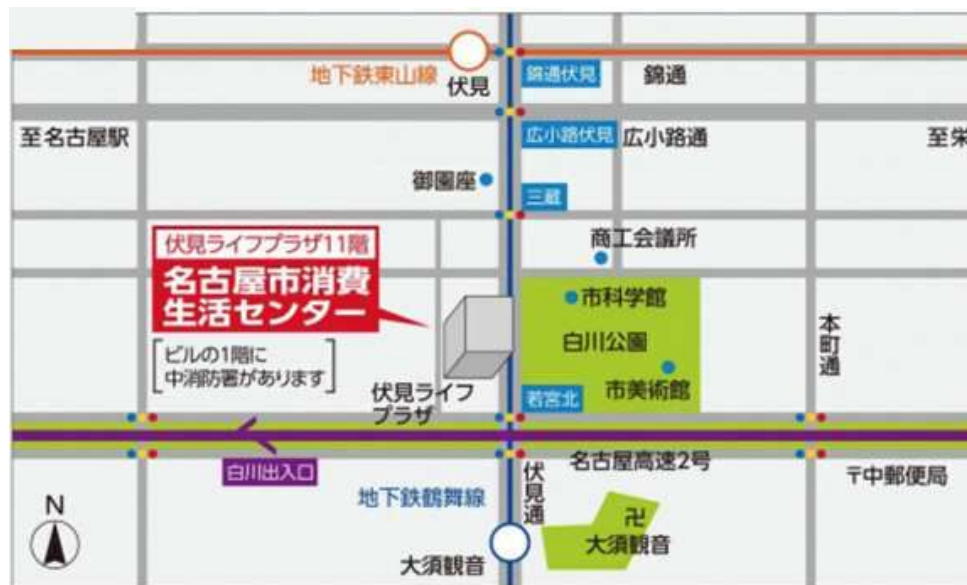 地下鉄東山線
伏見
錦通伏見
錦通
至名古屋駅
広小路伏見
広小路通
至栄
御園座
三蔵
商工会議所
伏見ライフプラザ11階
名古屋市消費
生活センター
ビルの1階に
中消防署があります
市科学館
白川公園
市美術館
本町通
伏見ライフ
プラザ
若宮北
白川出入口
名古屋高速2号
〒中郵便局
地下鉄鶴舞線
伏見通
N
卍
大須観音
大須観音